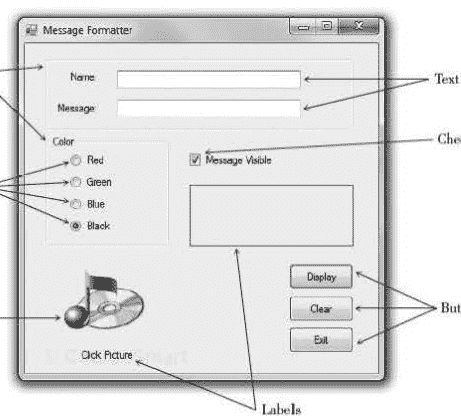 Message Formatter
Name:
Text
Message:
Color
Red
Message Visible
Green
Blue
Black
Display
Clear
But
Exit
Click Picture
Labels